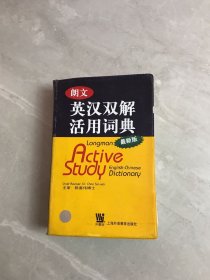 朗文
英汉双解
活用词典
最新版
Longman
Active
Study
English-Chinese
Dictionary
上海外语教育出版社